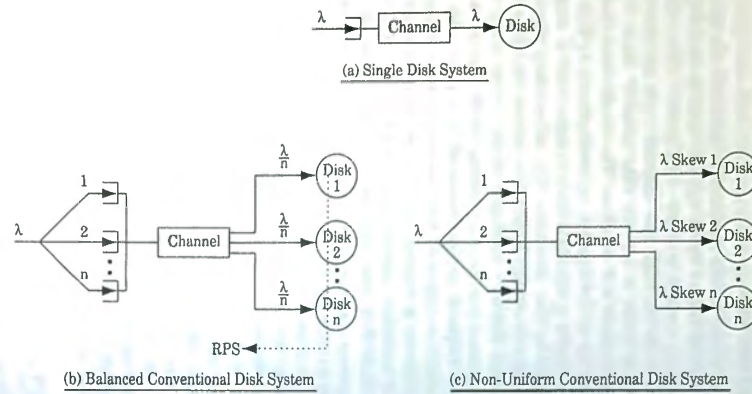 λ Channel λ Disk
(a) Single Disk System
1
2
n
λ
Channel
λ/n
λ/n
λ/n
Disk 1
Disk 2
Disk n
RPS
(b) Balanced Conventional Disk System
1
2
n
λ
Channel
λ Skew 1
λ Skew 2
λ Skew n
Disk 1
Disk 2
Disk n
(c) Non-Uniform Conventional Disk System